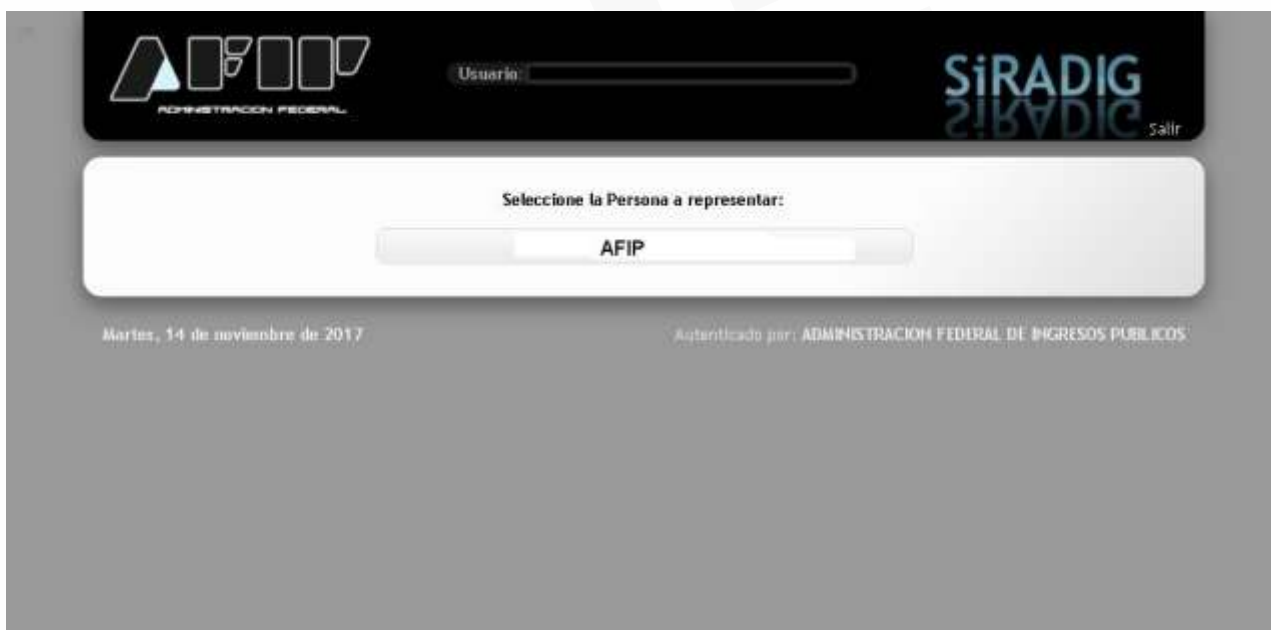 AFIP
ADMINISTRACION FEDERAL
Usuario:
SiRADIG
Salir
Seleccione la Persona a representar:
AFIP
Martes, 14 de noviembre de 2017
Autenticado por: ADMINISTRACION FEDERAL DE INGRESOS PUBLICOS